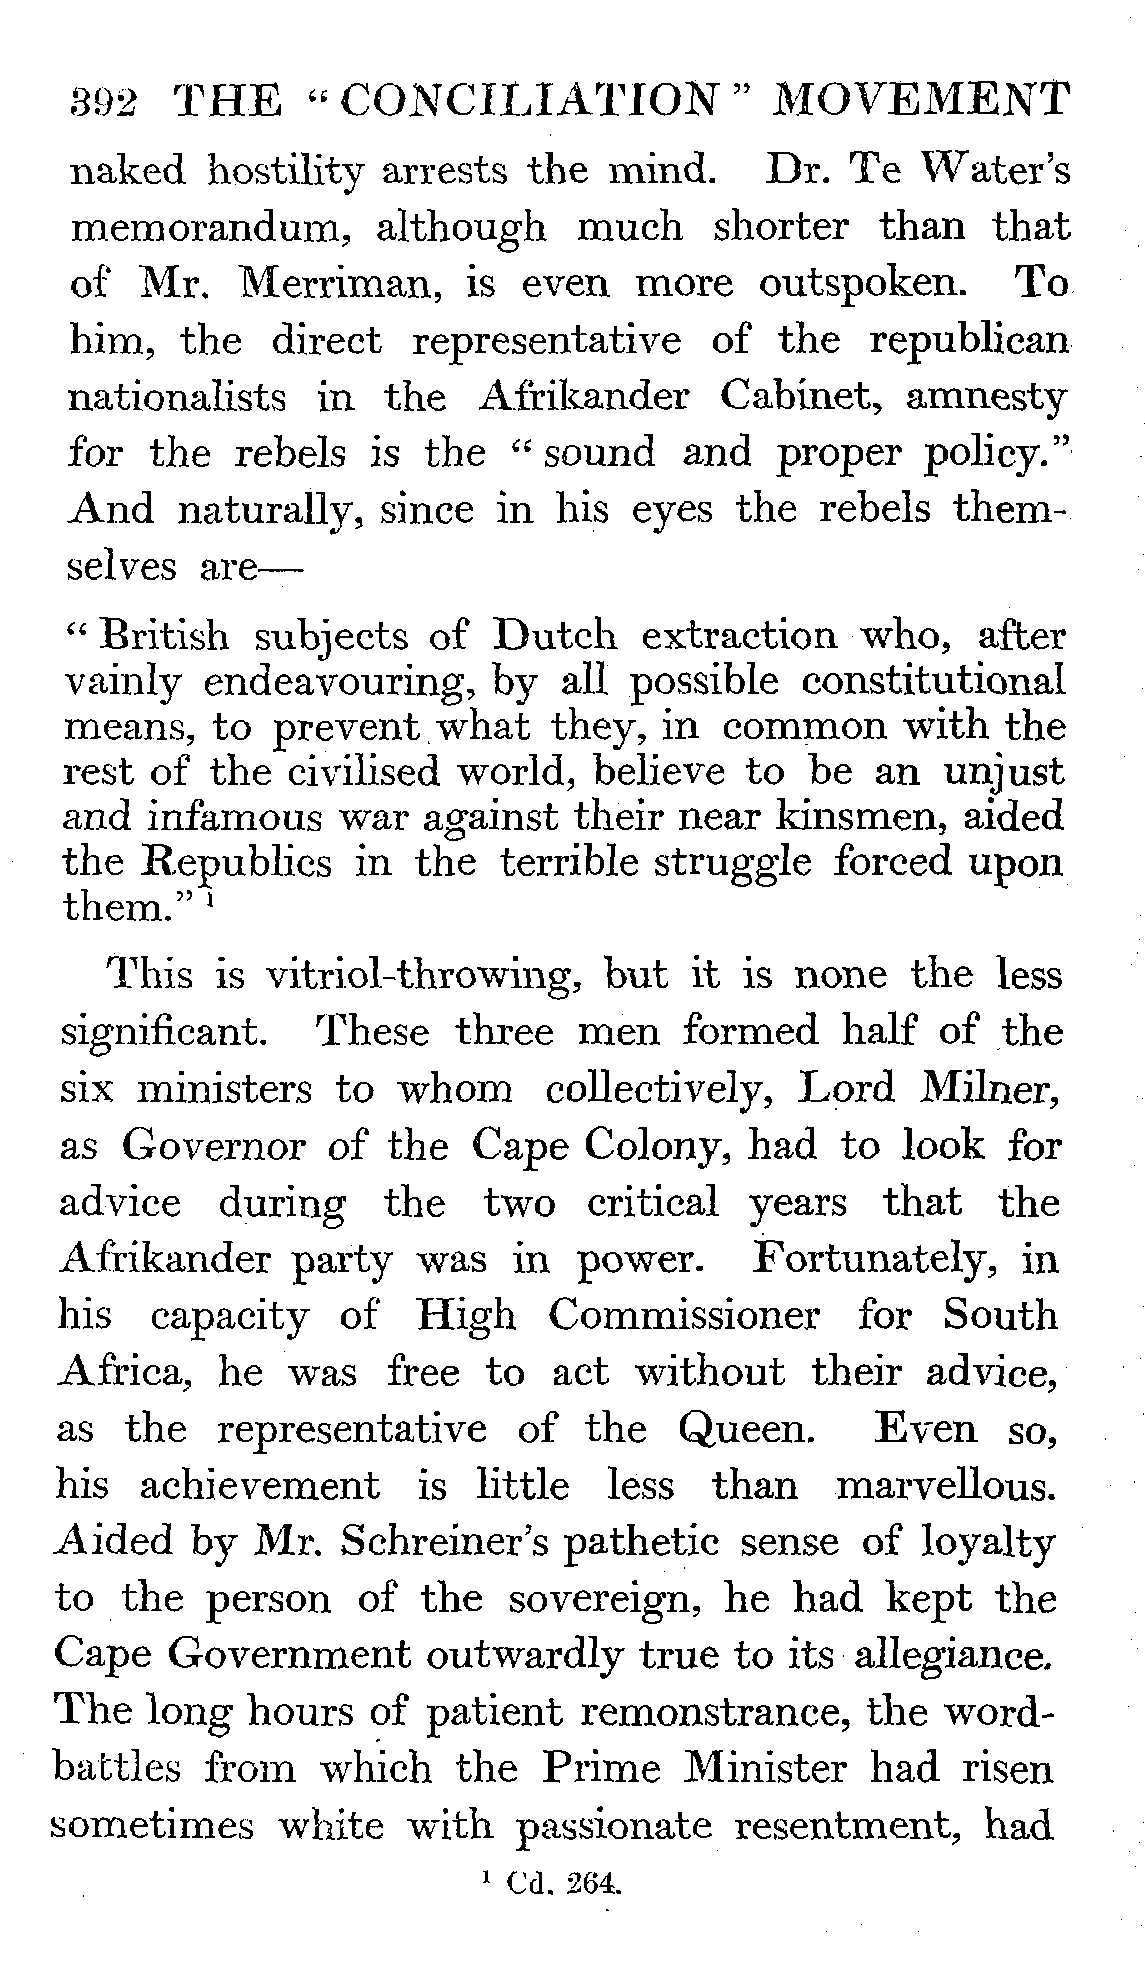 392 THE “CONCILIATION” MOVEMENT
naked hostility arrests the mind. Dr. Te Water’s
memorandum, although much shorter than that
of Mr. Merriman, is even more outspoken. To
him, the direct representative of the republican
nationalists in the Afrikander Cabinet, amnesty
for the rebels is the “sound and proper policy.”
And naturally, since in his eyes the rebels them-
selves are—
“British subjects of Dutch extraction who, after
vainly endeavouring, by all possible constitutional
means, to prevent what they, in common with the
rest of the civilised world, believe to be an unjust
and infamous war against their near kinsmen, aided
the Republics in the terrible struggle forced upon
them.” ¹
This is vitriol-throwing, but it is none the less
significant. These three men formed half of the
six ministers to whom collectively, Lord Milner,
as Governor of the Cape Colony, had to look for
advice during the two critical years that the
Afrikander party was in power. Fortunately, in
his capacity of High Commissioner for South
Africa, he was free to act without their advice,
as the representative of the Queen. Even so,
his achievement is little less than marvellous.
Aided by Mr. Schreiner’s pathetic sense of loyalty
to the person of the sovereign, he had kept the
Cape Government outwardly true to its allegiance.
The long hours of patient remonstrance, the word-
battles from which the Prime Minister had risen
sometimes white with passionate resentment, had
¹ Cd. 264.